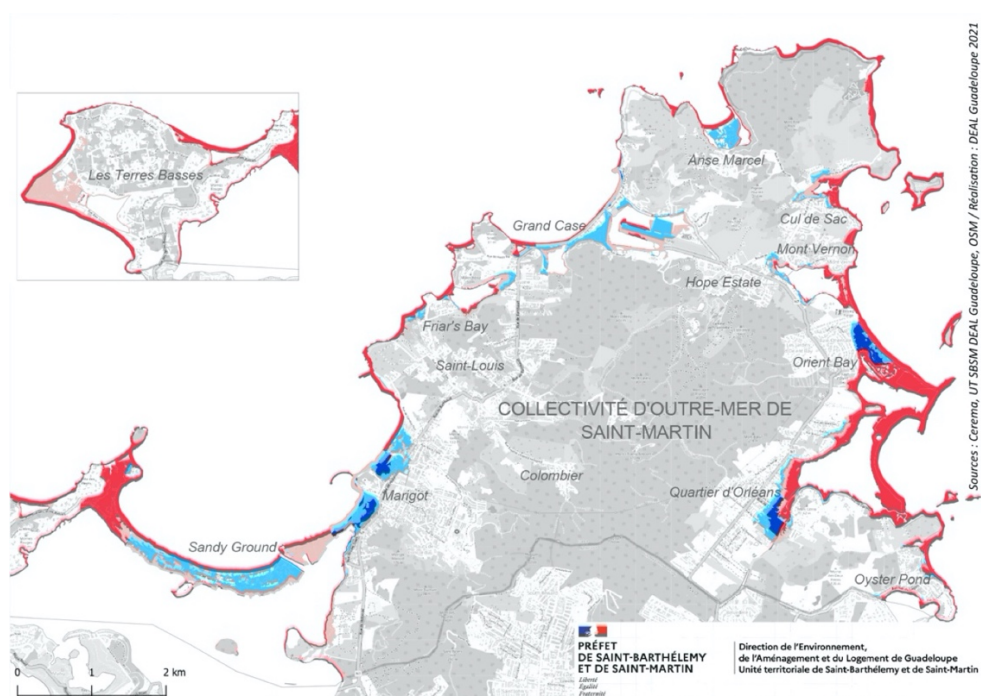 Les Terres Basses
Anse Marcel
Grand Case
Cul de Sac
Mont Vernon
Hope Estate
Friar's Bay
Saint-Louis
Orient Bay
COLLECTIVITÉ D'OUTRE-MER DE
SAINT-MARTIN
Colombier
Quartier d'Orléans
Marigot
Sandy Ground
Oyster Pond
0 1 2 km
PRÉFET
DE SAINT-BARTHÉLEMY
ET DE SAINT-MARTIN
Liberté
Égalité
Fraternité
Direction de l'Environnement,
de l'Aménagement et du Logement de Guadeloupe
Unité territoriale de Saint-Barthélemy et de Saint-Martin
Sources : Cerema, UT SBSM DEAL Guadeloupe, OSM / Réalisation : DEAL Guadeloupe 2021